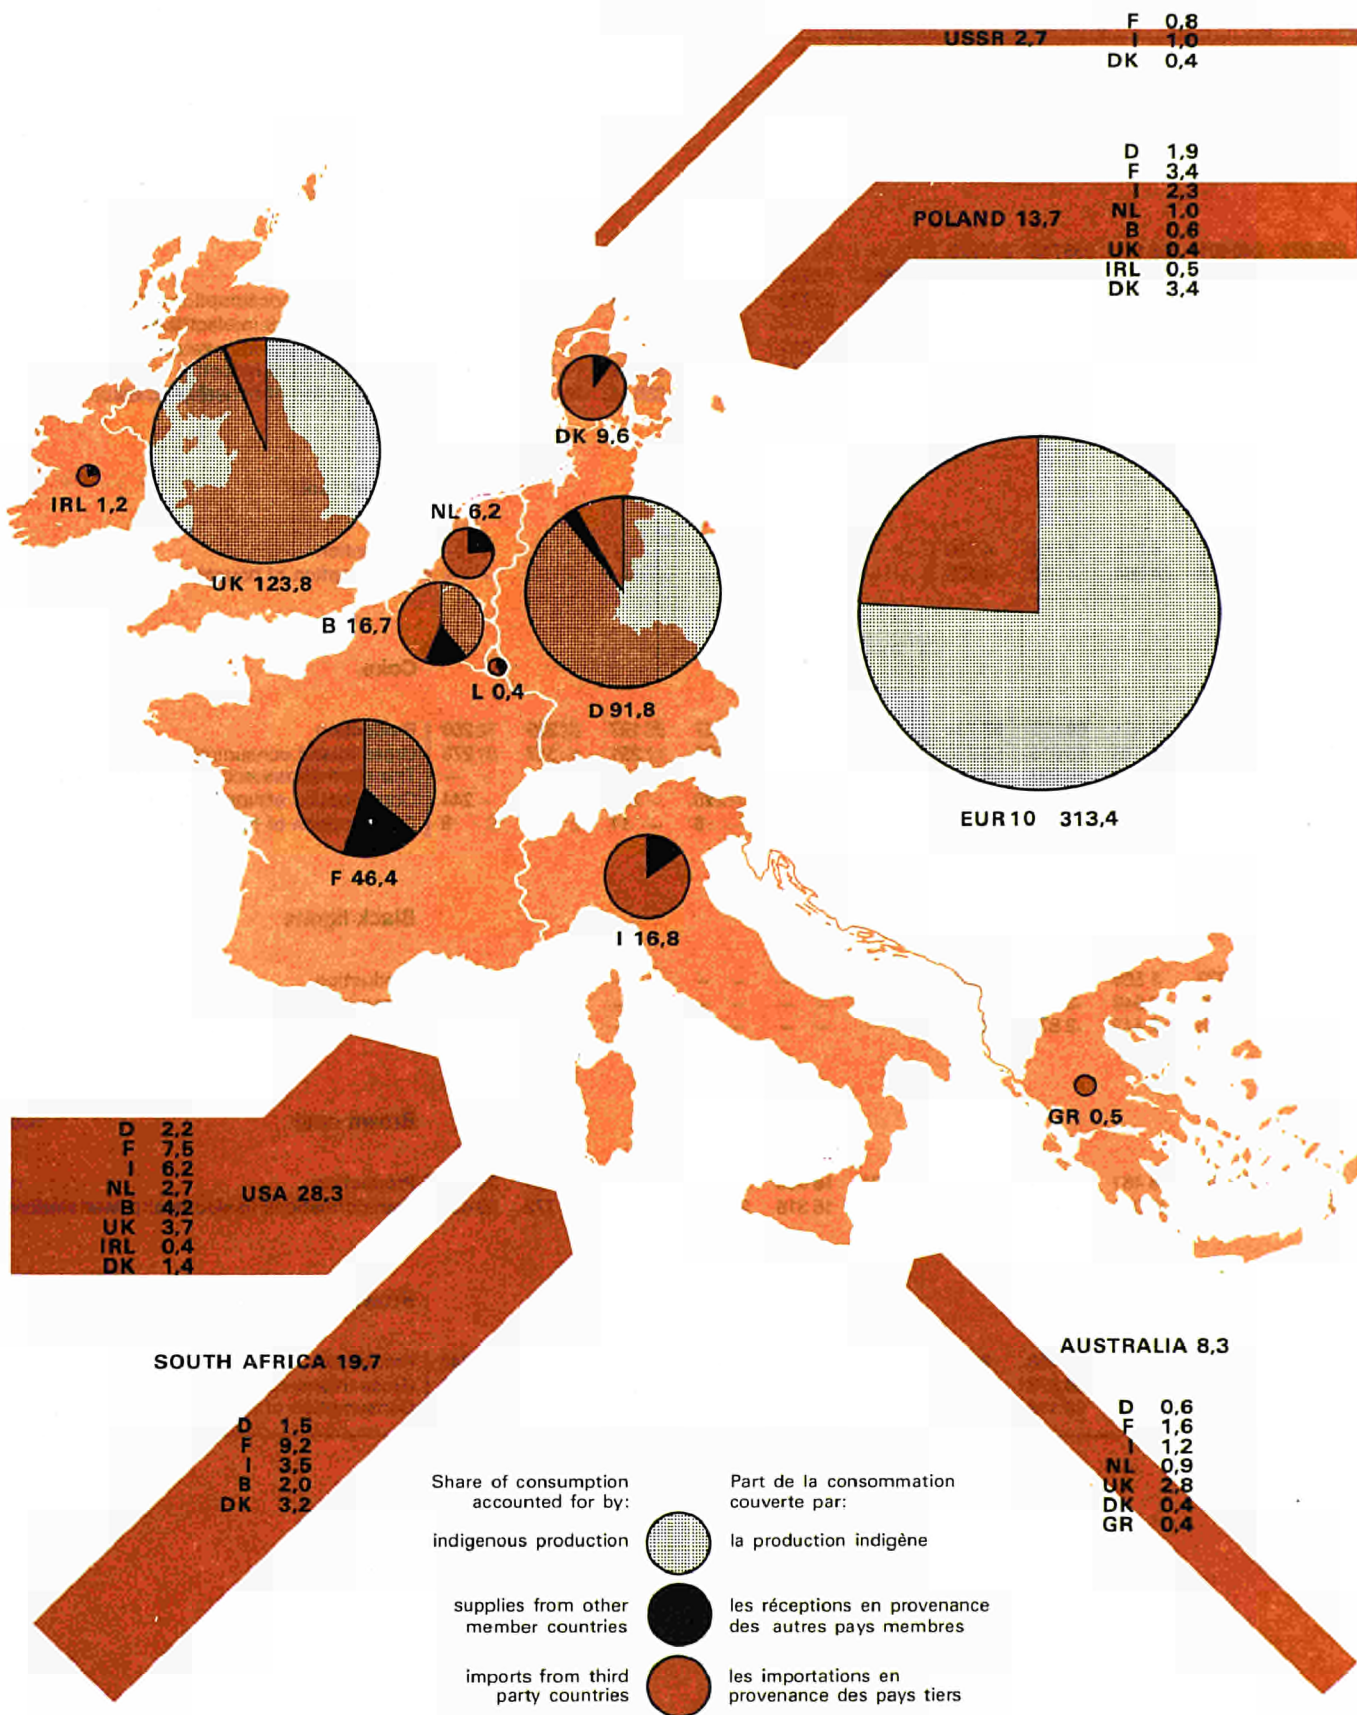 F 0,8
USSR 2,7 I 1,0
DK 0,4
D 1,9
F 3,4
I 2,3
POLAND 13,7 NL 1,0
B 0,6
UK 0,4
IRL 0,5
DK 3,4
DK 9,6
IRL 1,2
NL 6,2
UK 123,8
B 16,7
L 0,4
D 91,8
EUR 10 313,4
F 46,4
I 16,8
GR 0,5
D 2,2
F 7,5
I 6,2
NL 2,7
USA 28,3
B 4,2
UK 3,7
IRL 0,4
DK 1,4
SOUTH AFRICA 19,7
D 1,5
F 9,2
I 3,5
B 2,0
DK 3,2
AUSTRALIA 8,3
D 0,6
F 1,6
I 1,2
NL 0,9
UK 2,8
DK 0,4
GR 0,4
Share of consumption
accounted for by:
Part de la consommation
couverte par:
indigenous production
la production indigène
supplies from other
member countries
les réceptions en provenance
des autres pays membres
imports from third
party countries
les importations en
provenance des pays tiers
Coke
Black lignite
Brown coal